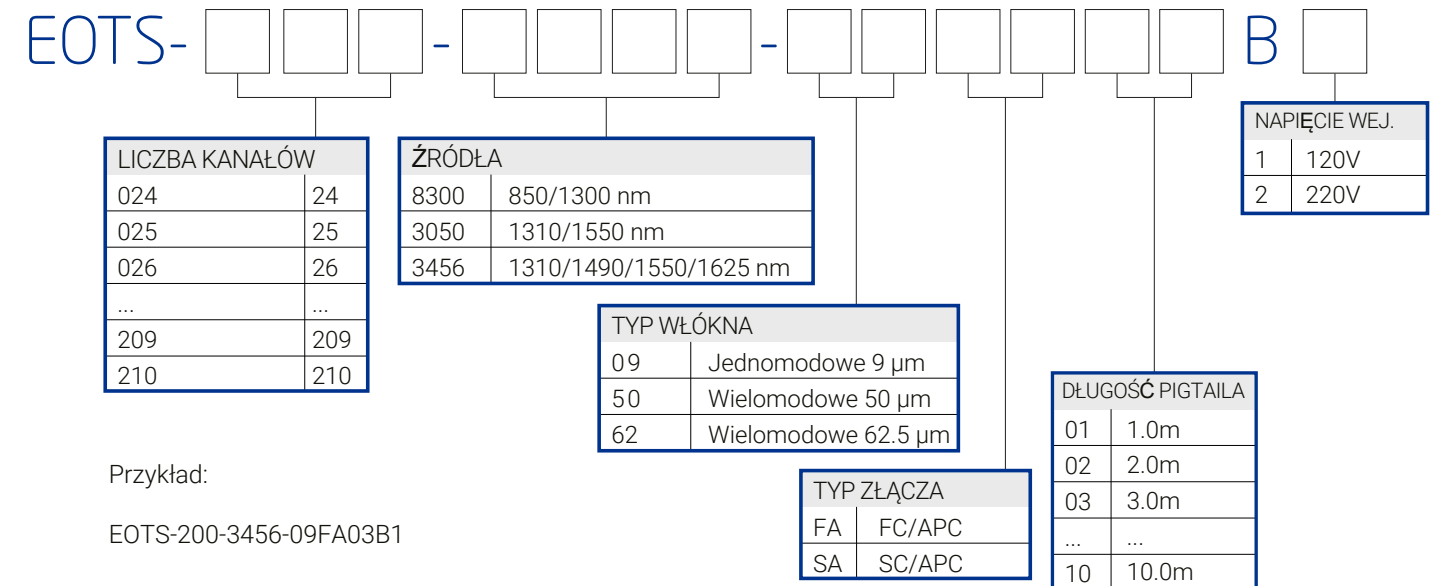 EOTS- - - B
NAPIĘCIE WEJ.
1 120V
2 220V
LICZBA KANAŁÓW
024 24
025 25
026 26
... ...
209 209
210 210
ŹRÓDŁA
8300 850/1300 nm
3050 1310/1550 nm
3456 1310/1490/1550/1625 nm
TYP WŁÓKNA
09 Jednomodowe 9 µm
50 Wielomodowe 50 µm
62 Wielomodowe 62.5 µm
DŁUGOŚĆ PIGTAILA
01 1.0m
02 2.0m
03 3.0m
... ...
10 10.0m
TYP ZŁĄCZA
FA FC/APC
SA SC/APC
Przykład:
EOTS-200-3456-09FA03B1